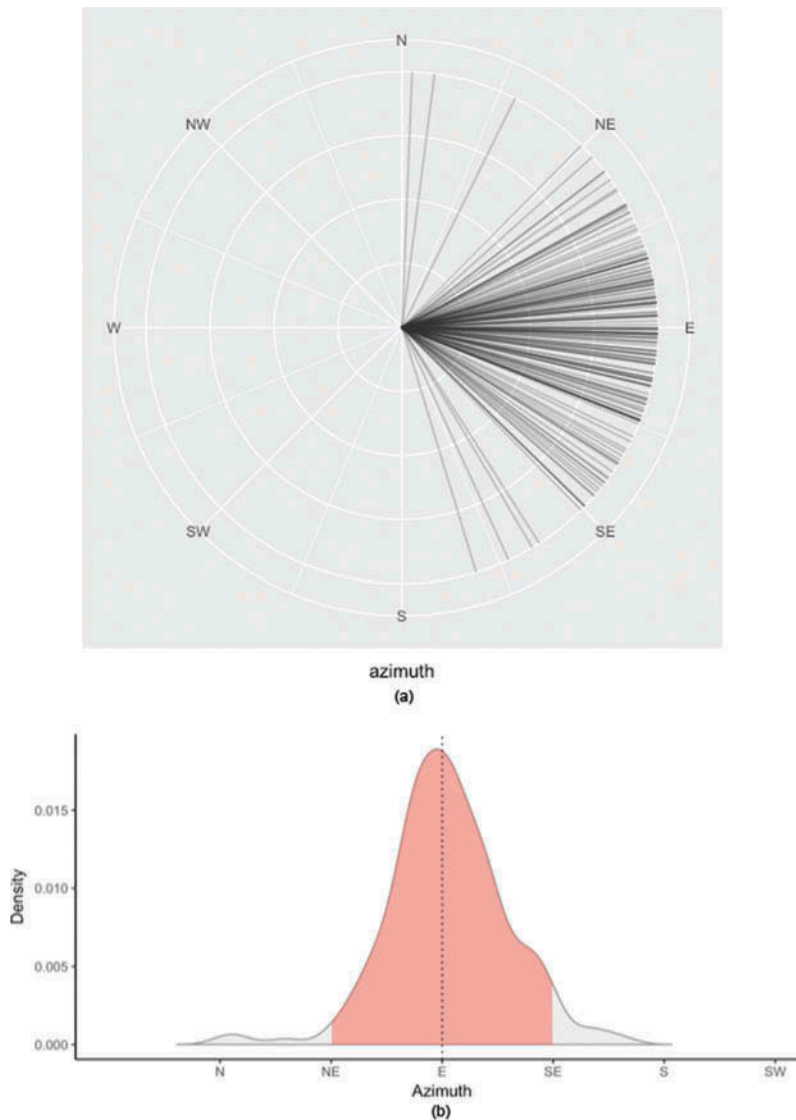 N
NW
NE
W
E
SW
SE
S
azimuth
(a)
0.015
0.010
0.005
0.000
Density
N NE E SE S SW
Azimuth
(b)